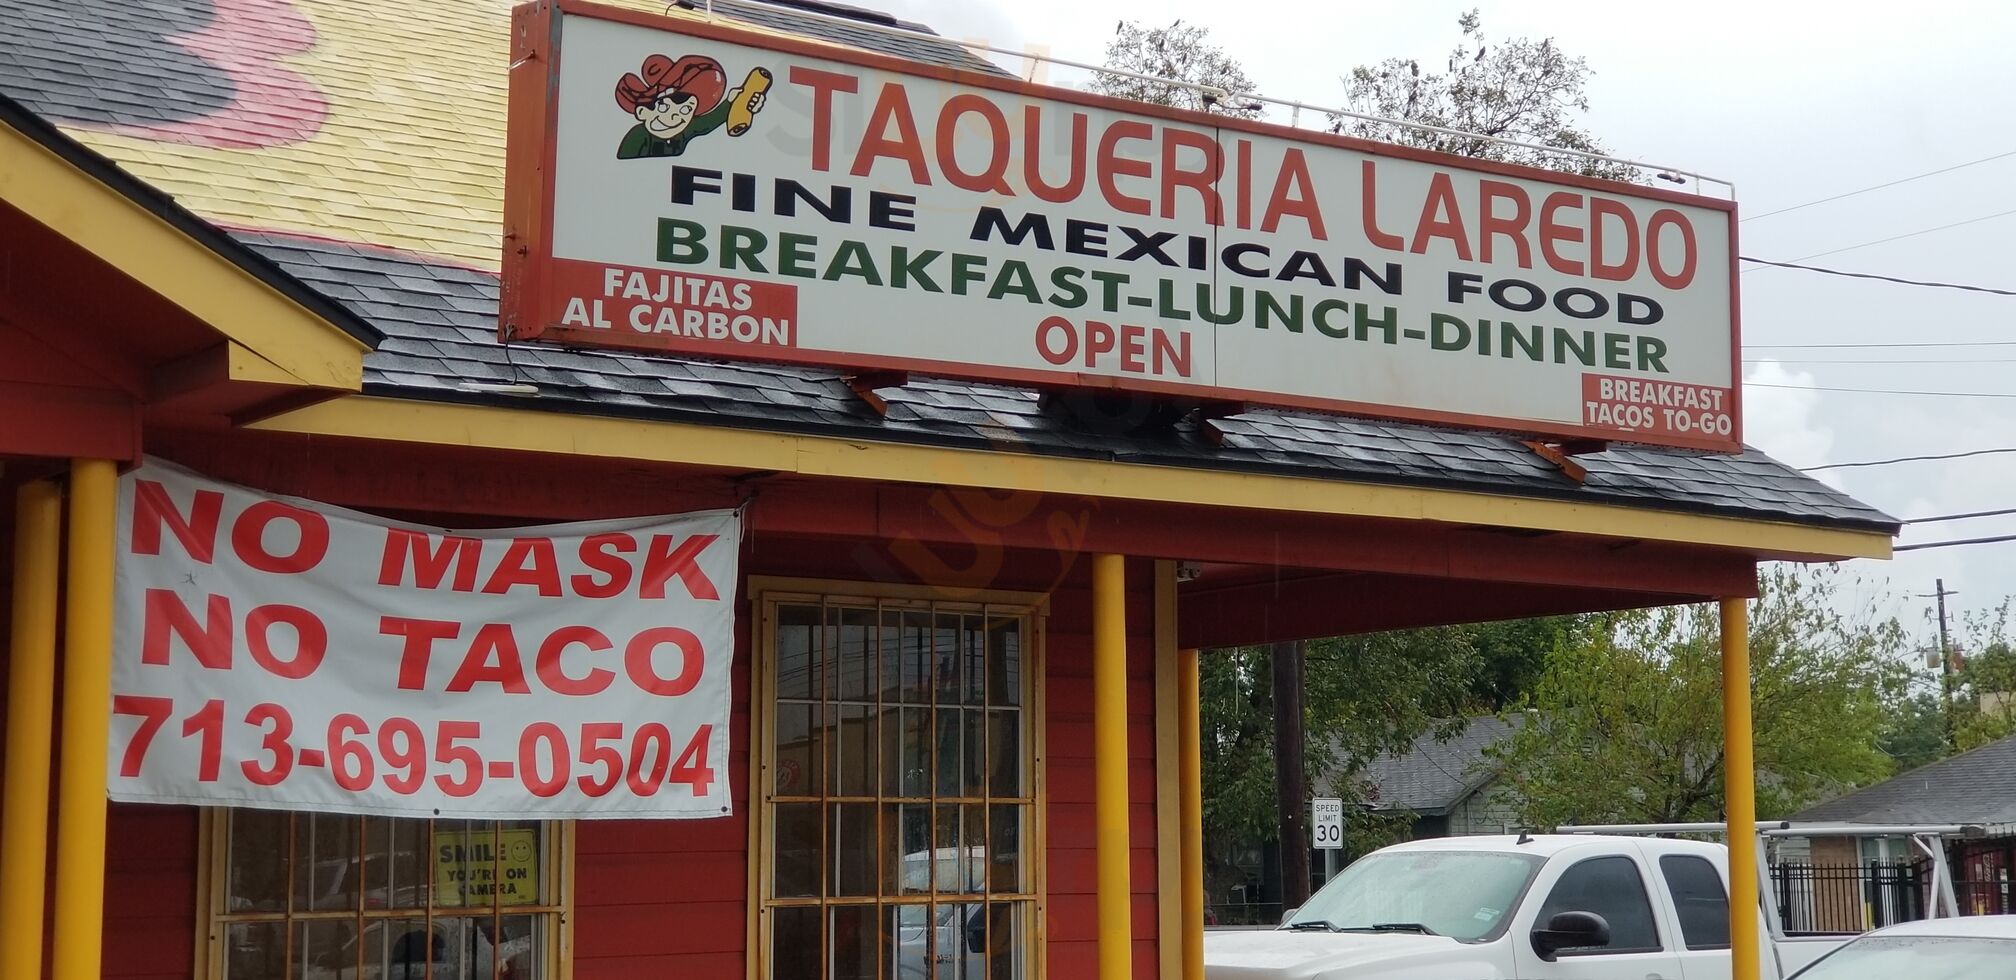 TAQUERIA LAREDO
FINE MEXICAN FOOD
BREAKFAST-LUNCH-DINNER
OPEN
FAJITAS
AL CARBON
BREAKFAST
TACOS TO-GO
NO MASK
NO TACO
713-695-0504
SMILE
YOU'RE ON
CAMERA
SPEED
LIMIT
30